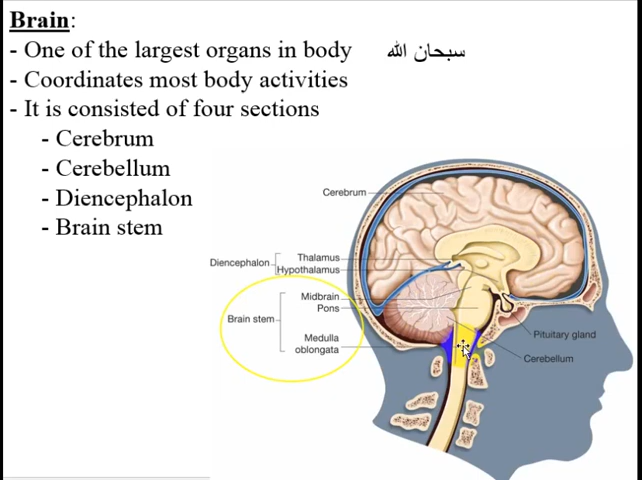 Brain:
- One of the largest organs in body سبحان الله
- Coordinates most body activities
- It is consisted of four sections
- Cerebrum
- Cerebellum
- Diencephalon
- Brain stem
Cerebrum
Diencephalon
Thalamus
Hypothalamus
Brain stem
Midbrain
Pons
Medulla
oblongata
Pituitary gland
Cerebellum